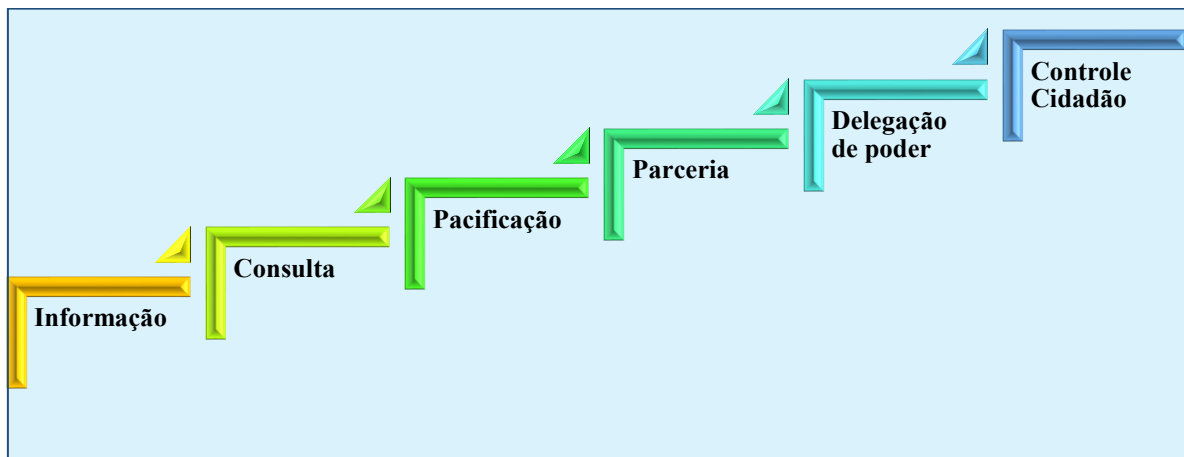 Informação
Consulta
Pacificação
Parceria
Delegação
de poder
Controle
Cidadão